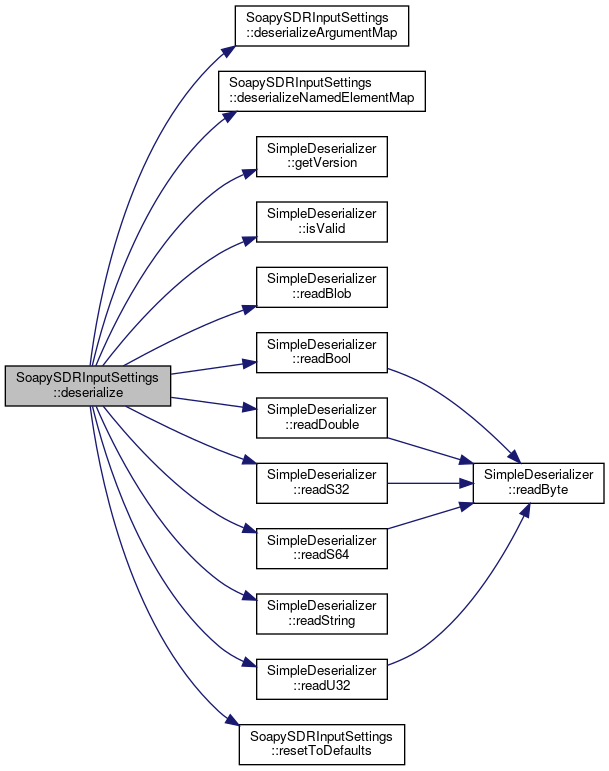 SoapySDRInputSettings
::deserializeArgumentMap
SoapySDRInputSettings
::deserializeNamedElementMap
SimpleDeserializer
::getVersion
SimpleDeserializer
::isValid
SimpleDeserializer
::readBlob
SimpleDeserializer
::readBool
SoapySDRInputSettings
::deserialize
SimpleDeserializer
::readDouble
SimpleDeserializer
::readS32
SimpleDeserializer
::readByte
SimpleDeserializer
::readS64
SimpleDeserializer
::readString
SimpleDeserializer
::readU32
SoapySDRInputSettings
::resetToDefaults